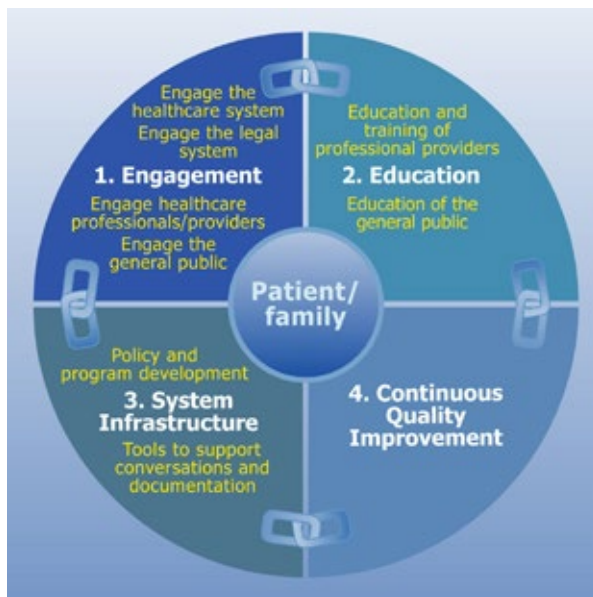 Engage the
healthcare system
Engage the legal
system
1. Engagement
Engage healthcare
professionals/providers
Engage the
general public
Education and
training of
professional providers
2. Education
Education of the
general public
Patient/
family
Policy and
program development
3. System
Infrastructure
Tools to support
conversations and
documentation
4. Continuous
Quality
Improvement